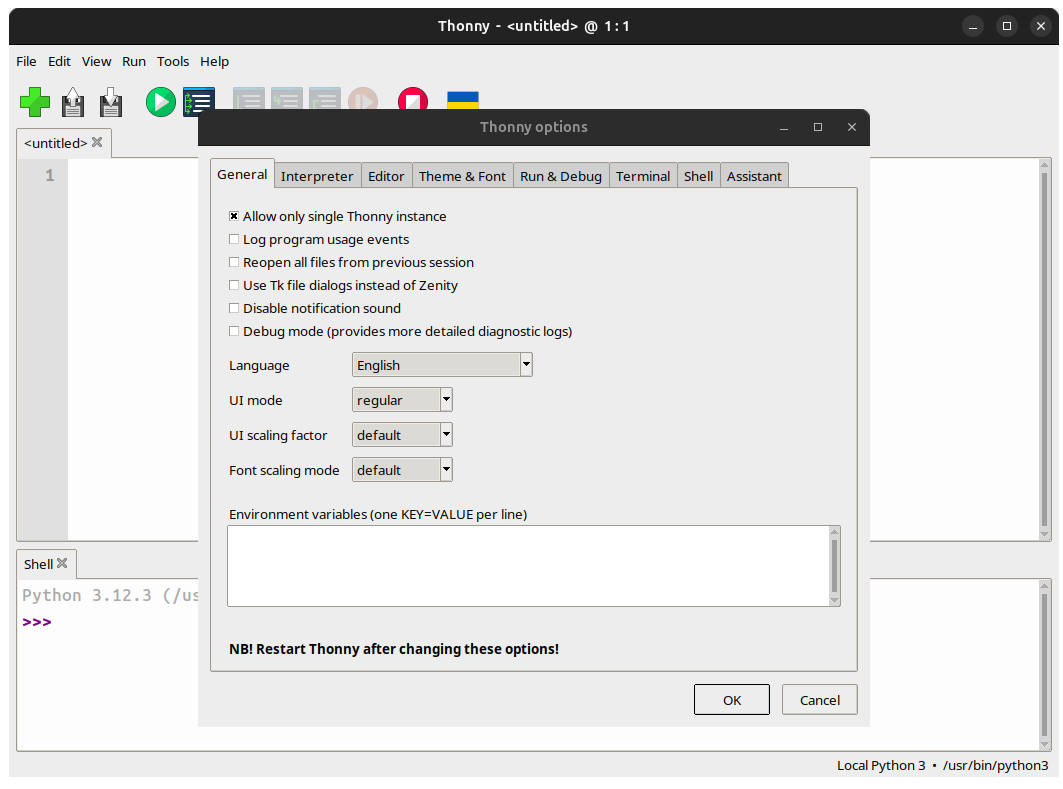 Thonny - <untitled> @ 1:1
File Edit View Run Tools Help
Thonny options
<untitled>
General Interpreter Editor Theme & Font Run & Debug Terminal Shell Assistant
1
Allow only single Thonny instance
Log program usage events
Reopen all files from previous session
Use Tk file dialogs instead of Zenity
Disable notification sound
Debug mode (provides more detailed diagnostic logs)
Language English
UI mode regular
UI scaling factor default
Font scaling mode default
Environment variables (one KEY=VALUE per line)
Shell
Python 3.12.3 (/us
>>>
NB! Restart Thonny after changing these options!
OK Cancel
Local Python 3 • /usr/bin/python3